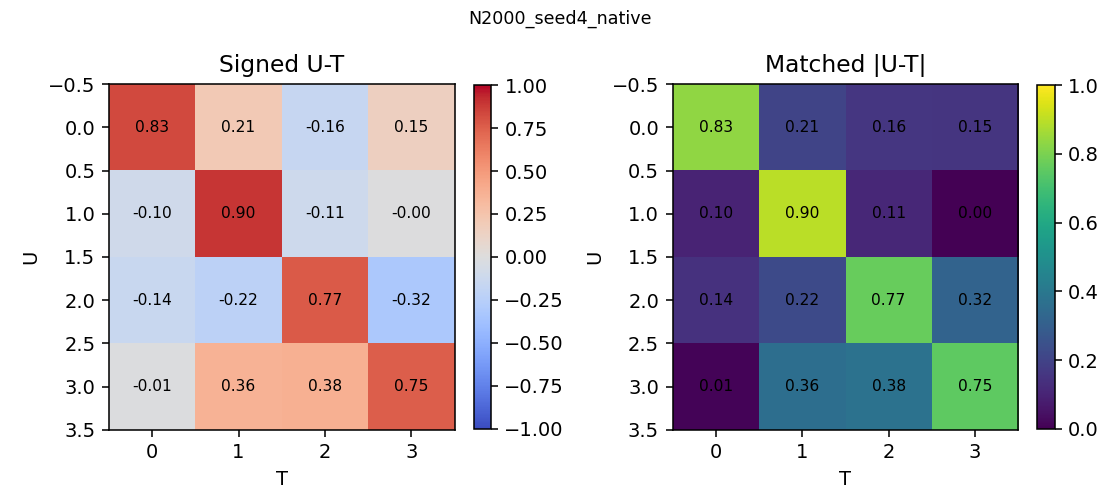 N2000_seed4_native
Signed U-T
Matched |U-T|
−0.5
0.0
0.5
1.0
1.5
2.0
2.5
3.0
3.5
U
0.83 0.21 -0.16 0.15
-0.10 0.90 -0.11 -0.00
-0.14 -0.22 0.77 -0.32
-0.01 0.36 0.38 0.75
0 1 2 3
T
1.00
0.75
0.50
0.25
0.00
−0.25
−0.50
−0.75
−1.00
−0.5
0.0
0.5
1.0
1.5
2.0
2.5
3.0
3.5
U
0.83 0.21 0.16 0.15
0.10 0.90 0.11 0.00
0.14 0.22 0.77 0.32
0.01 0.36 0.38 0.75
0 1 2 3
T
1.0
0.8
0.6
0.4
0.2
0.0